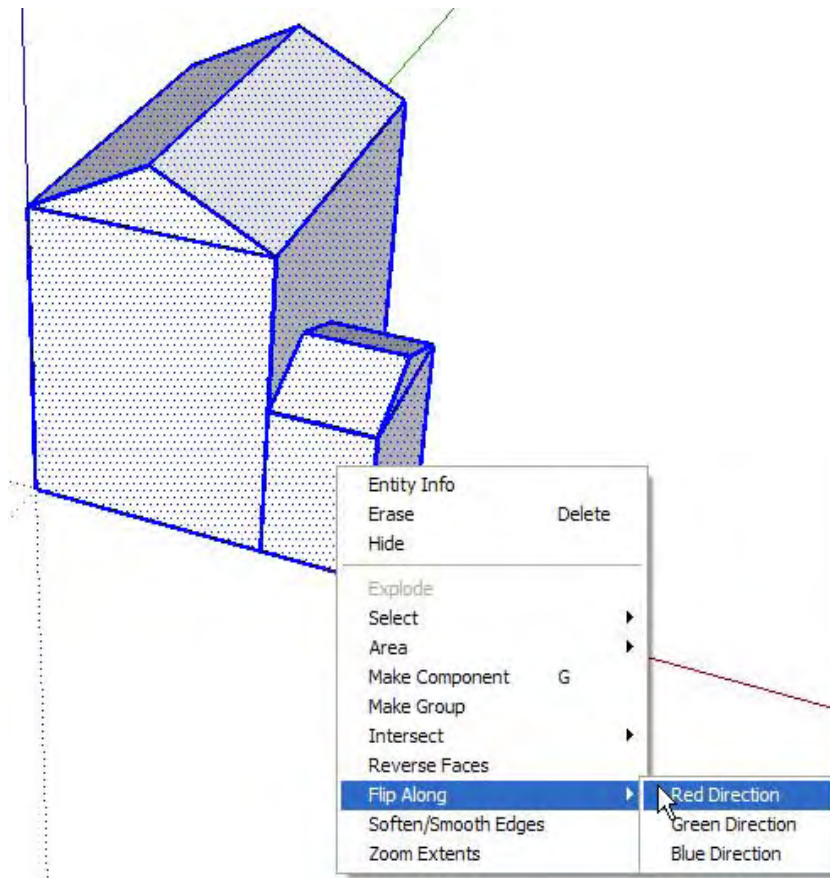 Entity Info
Erase Delete
Hide
Explode
Select
Area
Make Component G
Make Group
Intersect
Reverse Faces
Flip Along
Soften/Smooth Edges
Zoom Extents
Red Direction
Green Direction
Blue Direction